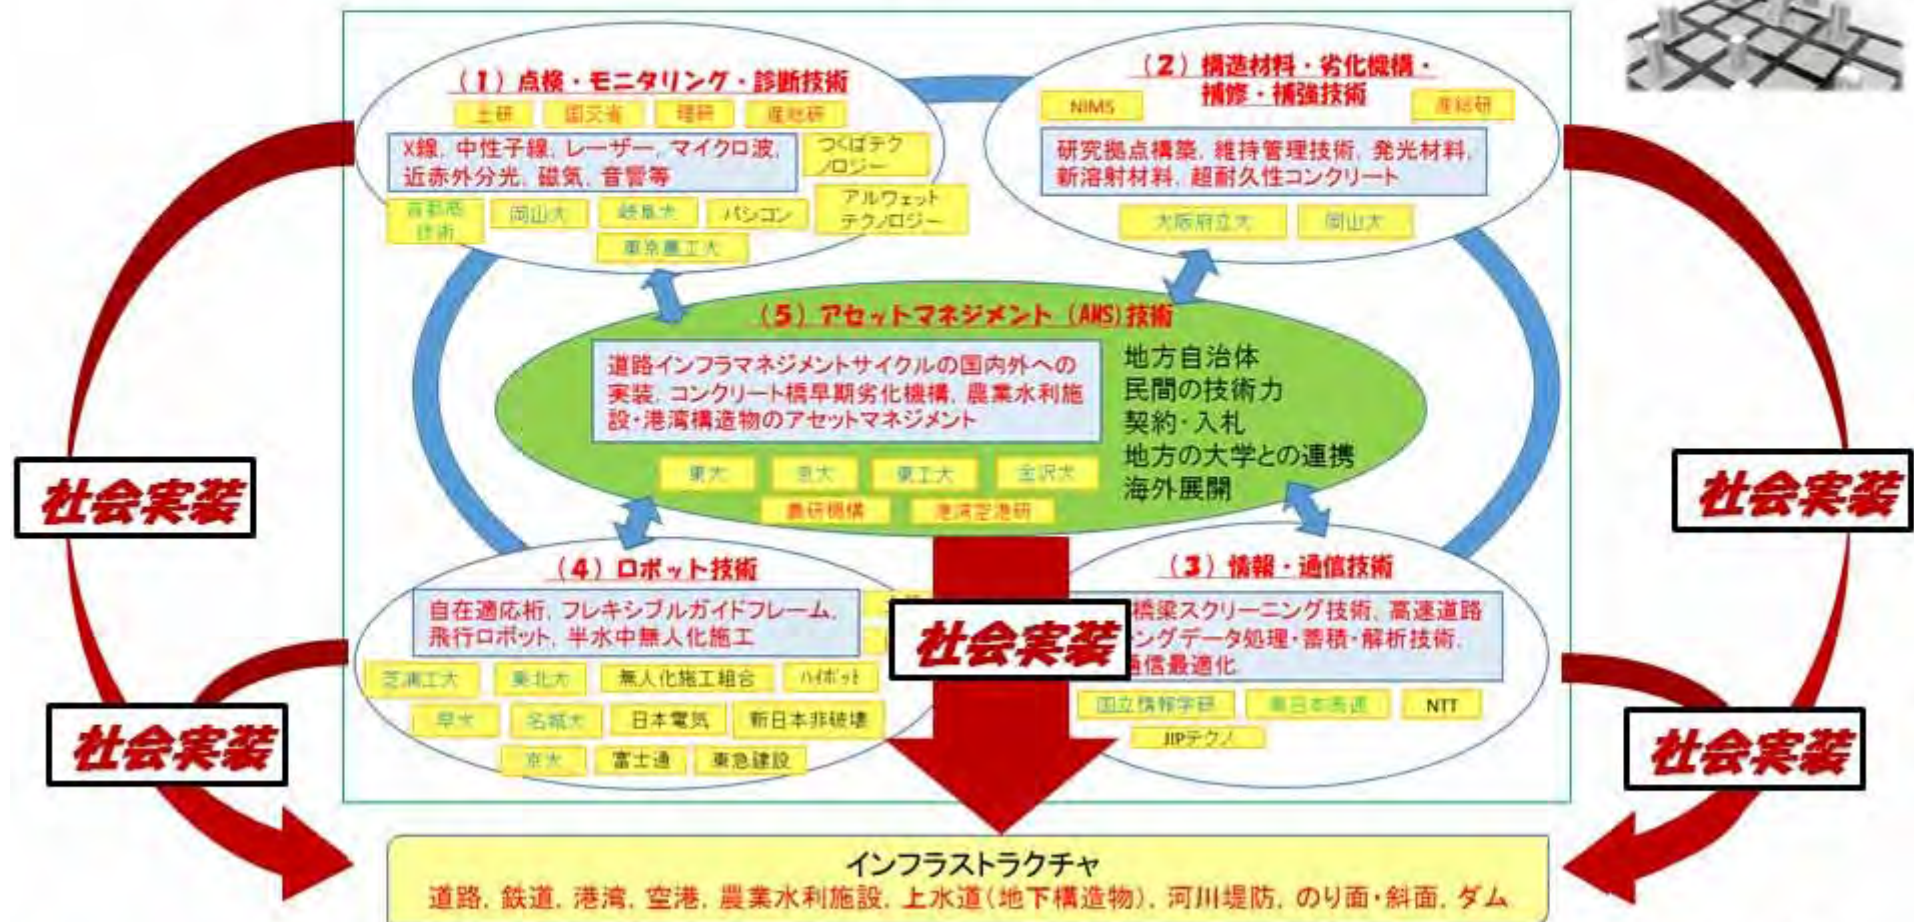 (1)点検・モニタリング・診断技術
土研 国交省 理研 産総研
X線, 中性子線, レーザー, マイクロ波,
近赤外分光, 磁気, 音響等
つくばテク
ノロジー
アルウェット
テクノロジー
首都高
技術
岡山大 岐阜大 パシコン
東京農工大
(2)構造材料・劣化機構・
補修・補強技術
NIMS 産総研
研究拠点構築, 維持管理技術, 発光材料,
新溶射材料, 超耐久性コンクリート
大阪府立大 岡山大
(5)アセットマネジメント(AMS)技術
道路インフラマネジメントサイクルの国内外への
実装, コンクリート橋早期劣化機構, 農業水利施
設・港湾構造物のアセットマネジメント
地方自治体
民間の技術力
契約・入札
地方の大学との連携
海外展開
東大 京大 東工大 金沢大
農研機構 港湾空港研
社会実装
社会実装
(4)ロボット技術
自在適応桁, フレキシブルガイドフレーム,
飛行ロボット, 半水中無人化施工
芝浦工大 東北大 無人化施工組合 ハイボット
早大 名城大 日本電気 新日本非破壊
京大 富士通 東急建設
社会実装
(3)情報・通信技術
橋梁スクリーニング技術, 高速道路
ングデータ処理・蓄積・解析技術,
通信最適化
国立情報学研 東日本高速 NTT
JIPテクノ
社会実装
社会実装
インフラストラクチャ
道路, 鉄道, 港湾, 空港, 農業水利施設, 上水道(地下構造物), 河川堤防, のり面・斜面, ダム